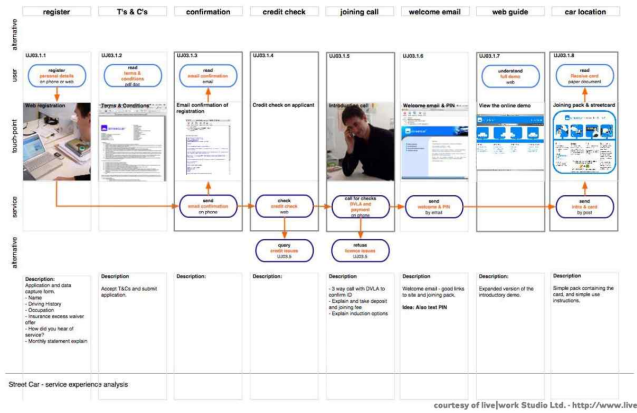 register
T's & C's
confirmation
credit check
joining call
welcome email
web guide
car location
alternative
user
touch-point
service
alternative
UJ03.1.1
UJ03.1.2
UJ03.1.3
UJ03.1.4
UJ03.1.5
UJ03.1.6
UJ03.1.7
UJ03.1.8
register
personal details
on phone or web
read
terms &
conditions
pdf doc
read
email confirmation
email
understand
full demo
web
read
Receive card
paper document
Web registration
Terms & Conditions
Email confirmation of
registration
Credit check on applicant
Introduction call
Welcome email & PIN
View the online demo
Joining pack & streetcard
send
email confirmation
on phone
check
credit check
web
call for checks
DVLA and
payment
on phone
send
welcome & PIN
by email
send
intro & card
by post
query
credit issues
UJ03.5
refuse
license issues
UJ03.5
Description:
Application and data
capture form.
- Name
- Driving History
- Occupation
- Insurance excess waiver
offer
- How did you hear of
service?
- Monthly statement explain
Description
Accept T&Cs and submit
application.
Description:
Description:
Description
- 3 way call with DVLA to
confirm ID
- Explain and take deposit
and joining fee
- Explain induction options
Description
Welcome email - good links
to site and joining pack.
Idea: Also text PIN
Description:
Expanded version of the
introductory demo.
Description:
Simple pack containing the
card, and simple use
instructions.
Street Car - service experience analysis
courtesy of live|work Studio Ltd. - http://www.live